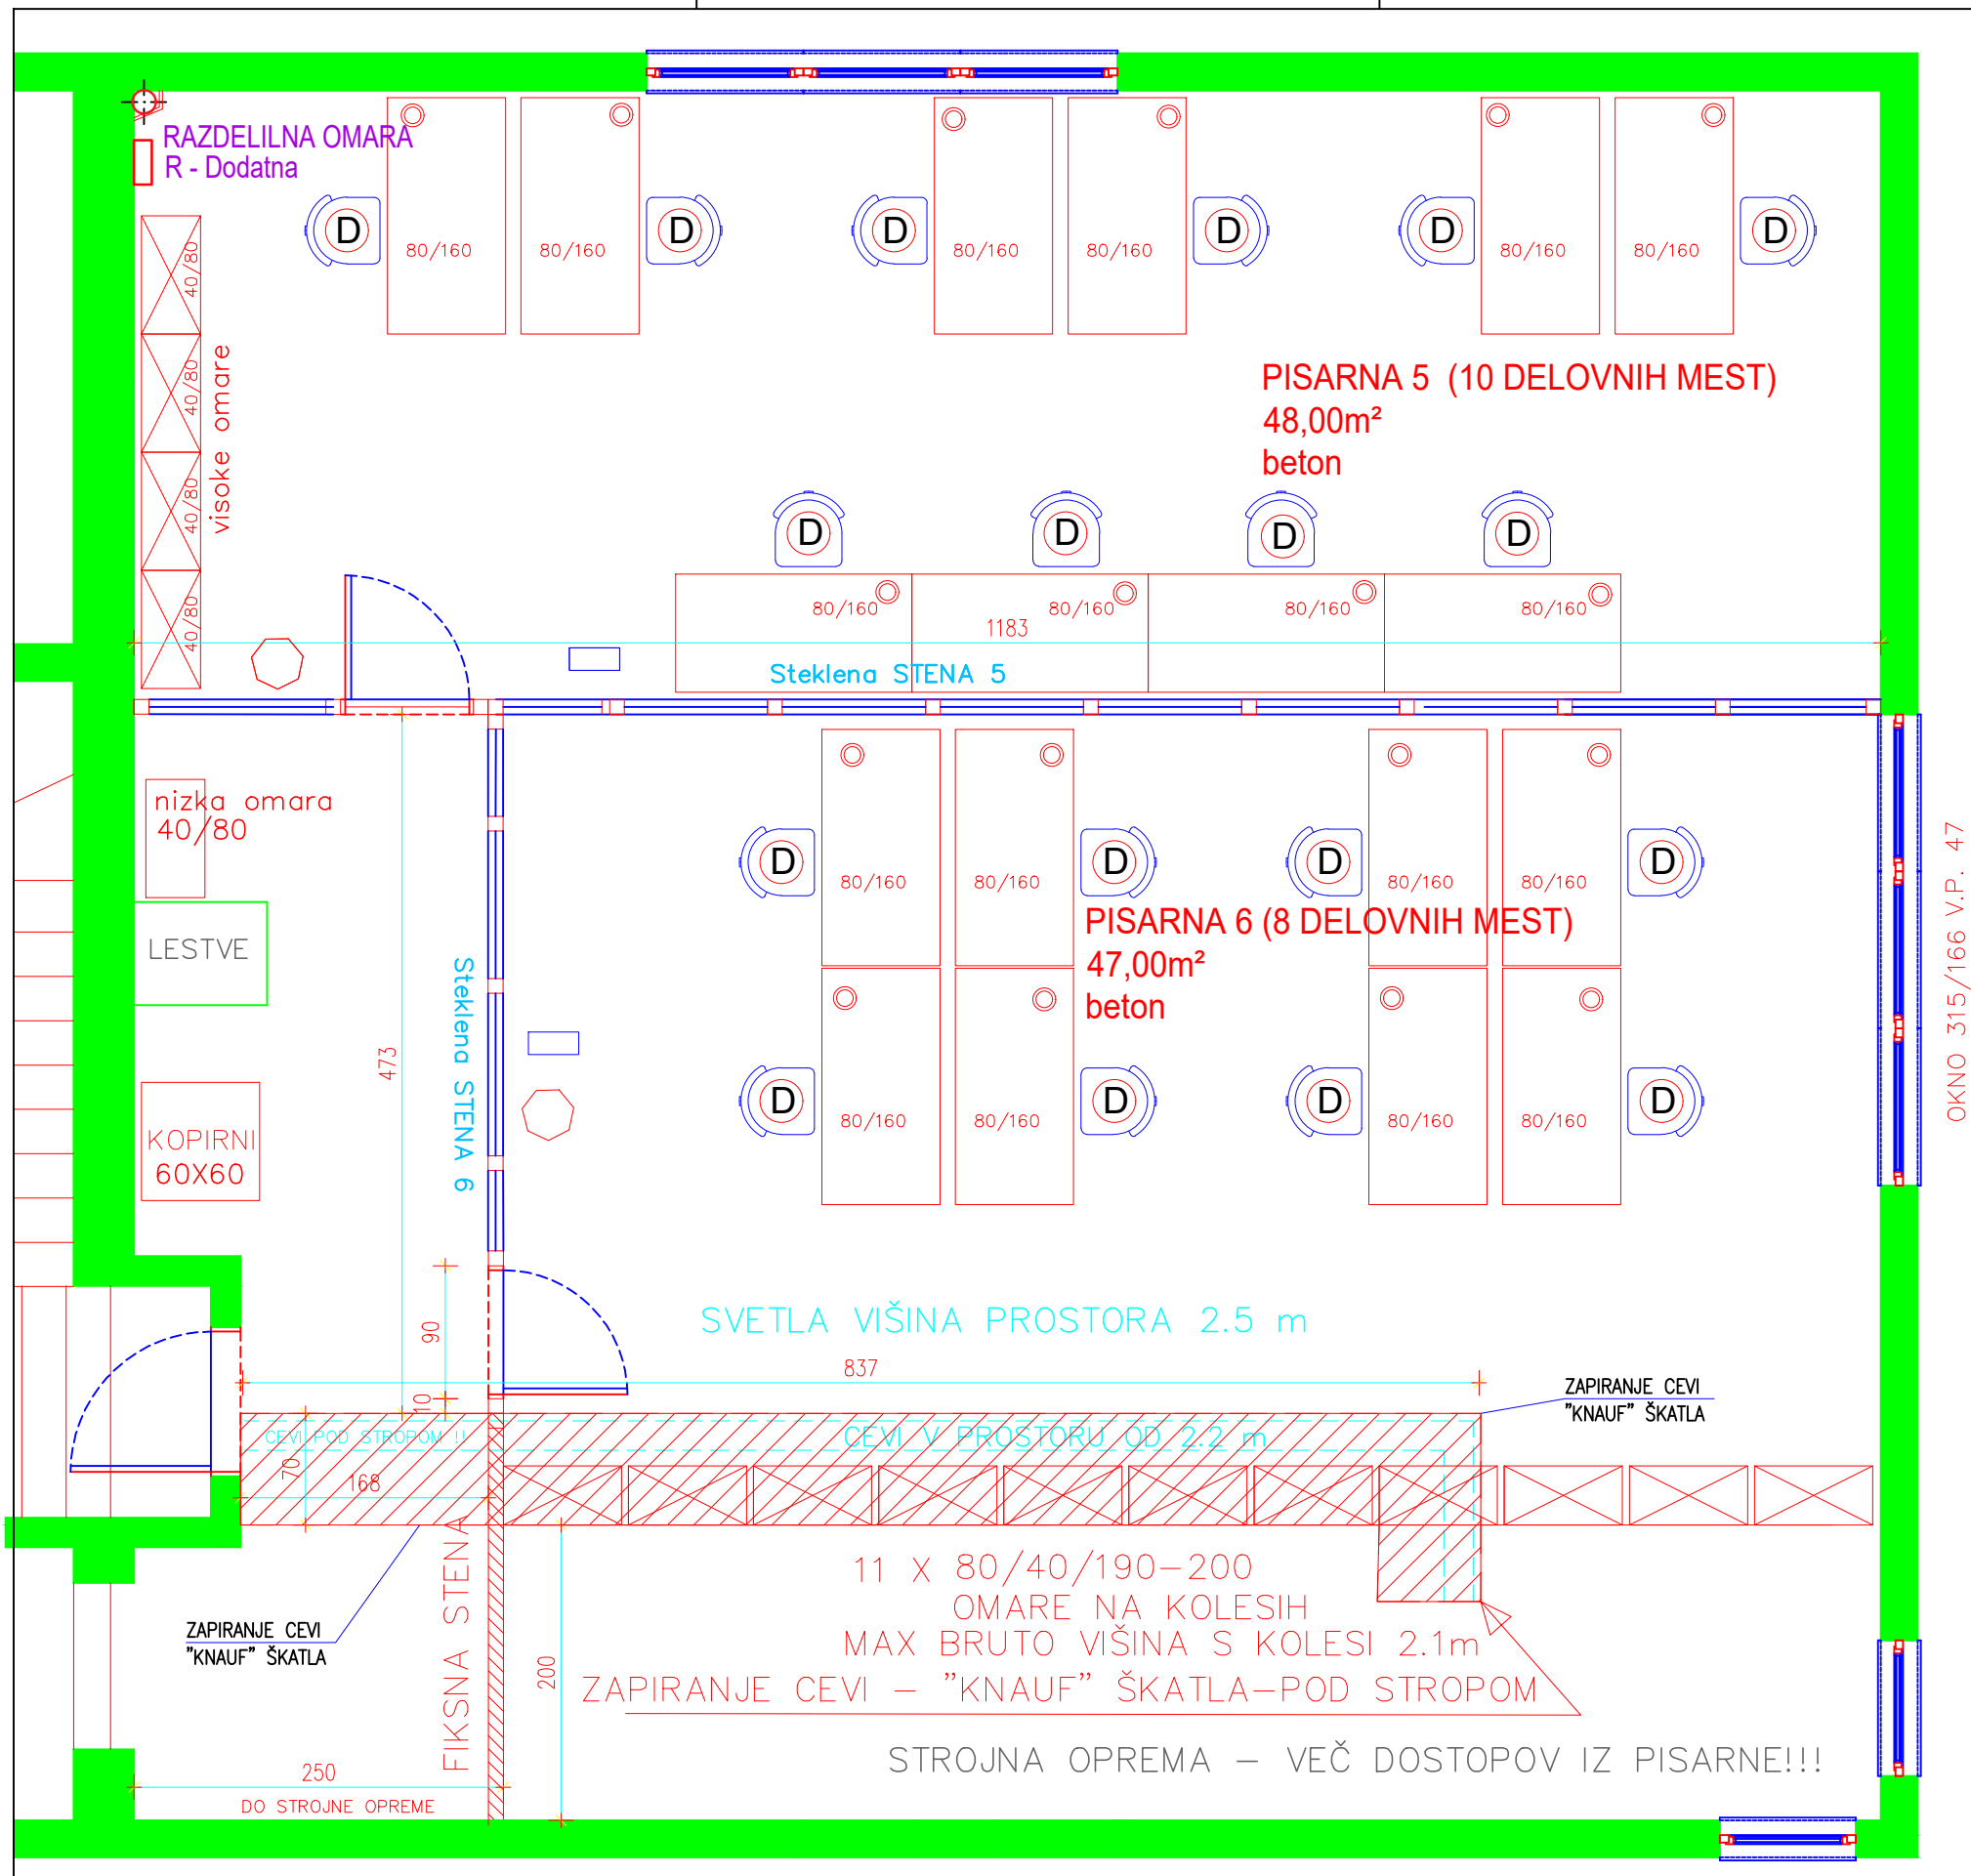 RAZDELILNA OMARA
R - Dodatna
D
D
D
D
D
D
80/160
80/160
80/160
80/160
80/160
80/160
40/80
40/80
40/80
40/80
visoke omare
PISARNA 5  (10 DELOVNIH MEST)
48,00m²
beton
D
D
D
D
80/160
80/160
80/160
80/160
1183
Steklena STENA 5
nizka omara
40/80
LESTVE
KOPIRNI
60X60
473
Steklena STENA 6
D
D
D
D
80/160
80/160
80/160
80/160
PISARNA 6 (8 DELOVNIH MEST)
47,00m²
beton
D
D
D
D
80/160
80/160
80/160
80/160
OKNO 315/166 V.P. 47
90
10
SVETLA VIŠINA PROSTORA 2.5 m
837
ZAPIRANJE CEVI
"KNAUF" ŠKATLA
CEVI POD STROPOM !!
CEVI V PROSTORU OD 2.2 m
70
168
FIKSNA STENA
11 X 80/40/190-200
OMARE NA KOLESIH
MAX BRUTO VIŠINA S KOLESI 2.1m
ZAPIRANJE CEVI - "KNAUF" ŠKATLA-POD STROPOM
ZAPIRANJE CEVI
"KNAUF" ŠKATLA
200
STROJNA OPREMA - VEČ DOSTOPOV IZ PISARNE!!!
250
DO STROJNE OPREME